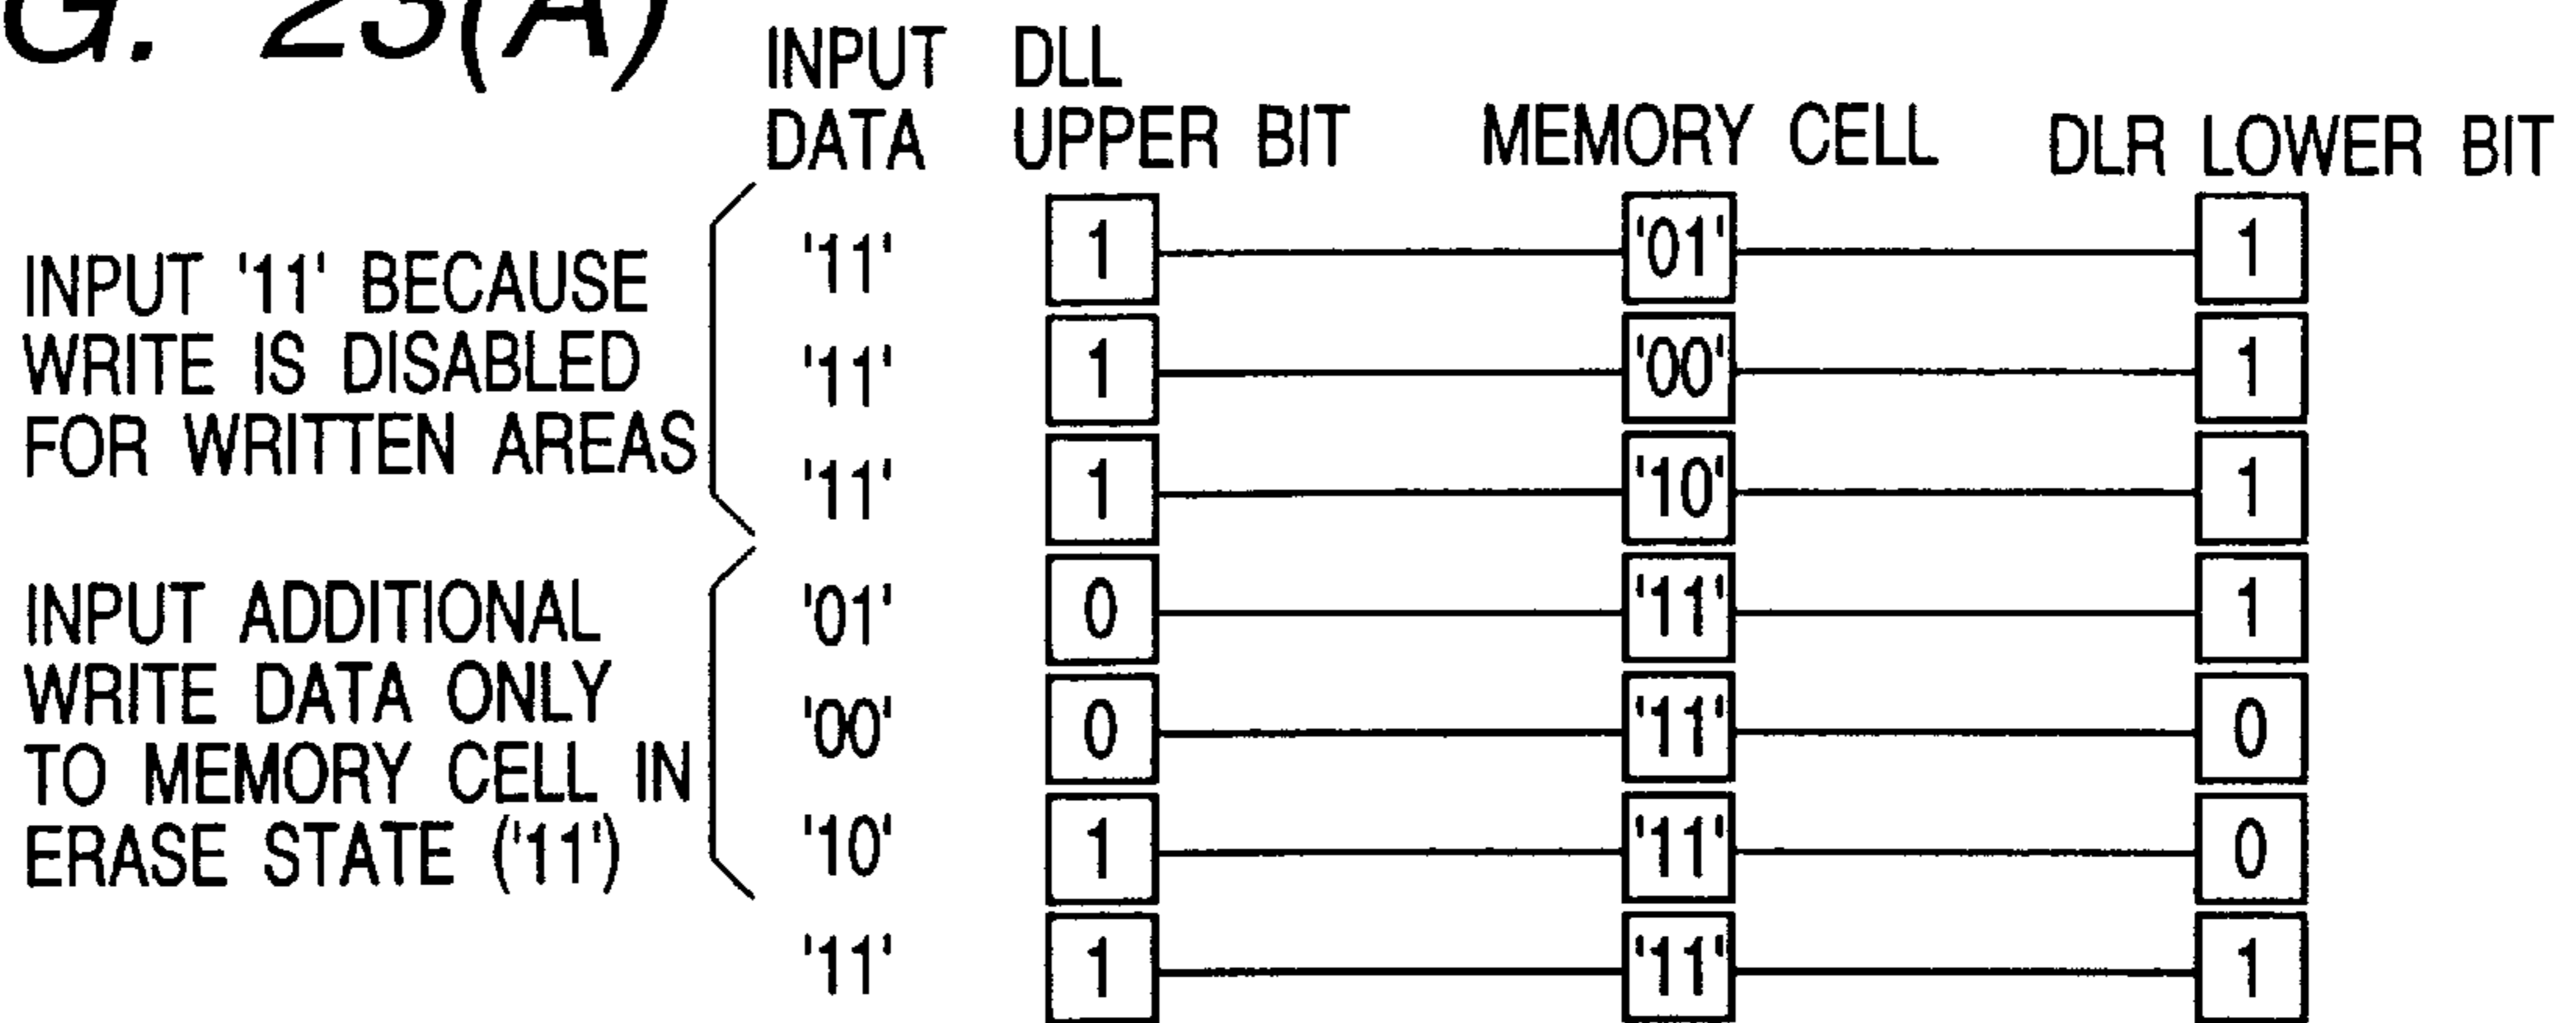 G. 23(A)
INPUT DLL
DATA UPPER BIT MEMORY CELL DLR LOWER BIT
INPUT '11' BECAUSE
WRITE IS DISABLED
FOR WRITTEN AREAS
'11' 1 '01' 1
'11' 1 '00' 1
'11' 1 '10' 1
INPUT ADDITIONAL
WRITE DATA ONLY
TO MEMORY CELL IN
ERASE STATE ('11')
'01' 0 '11' 1
'00' 0 '11' 0
'10' 1 '11' 0
'11' 1 '11' 1